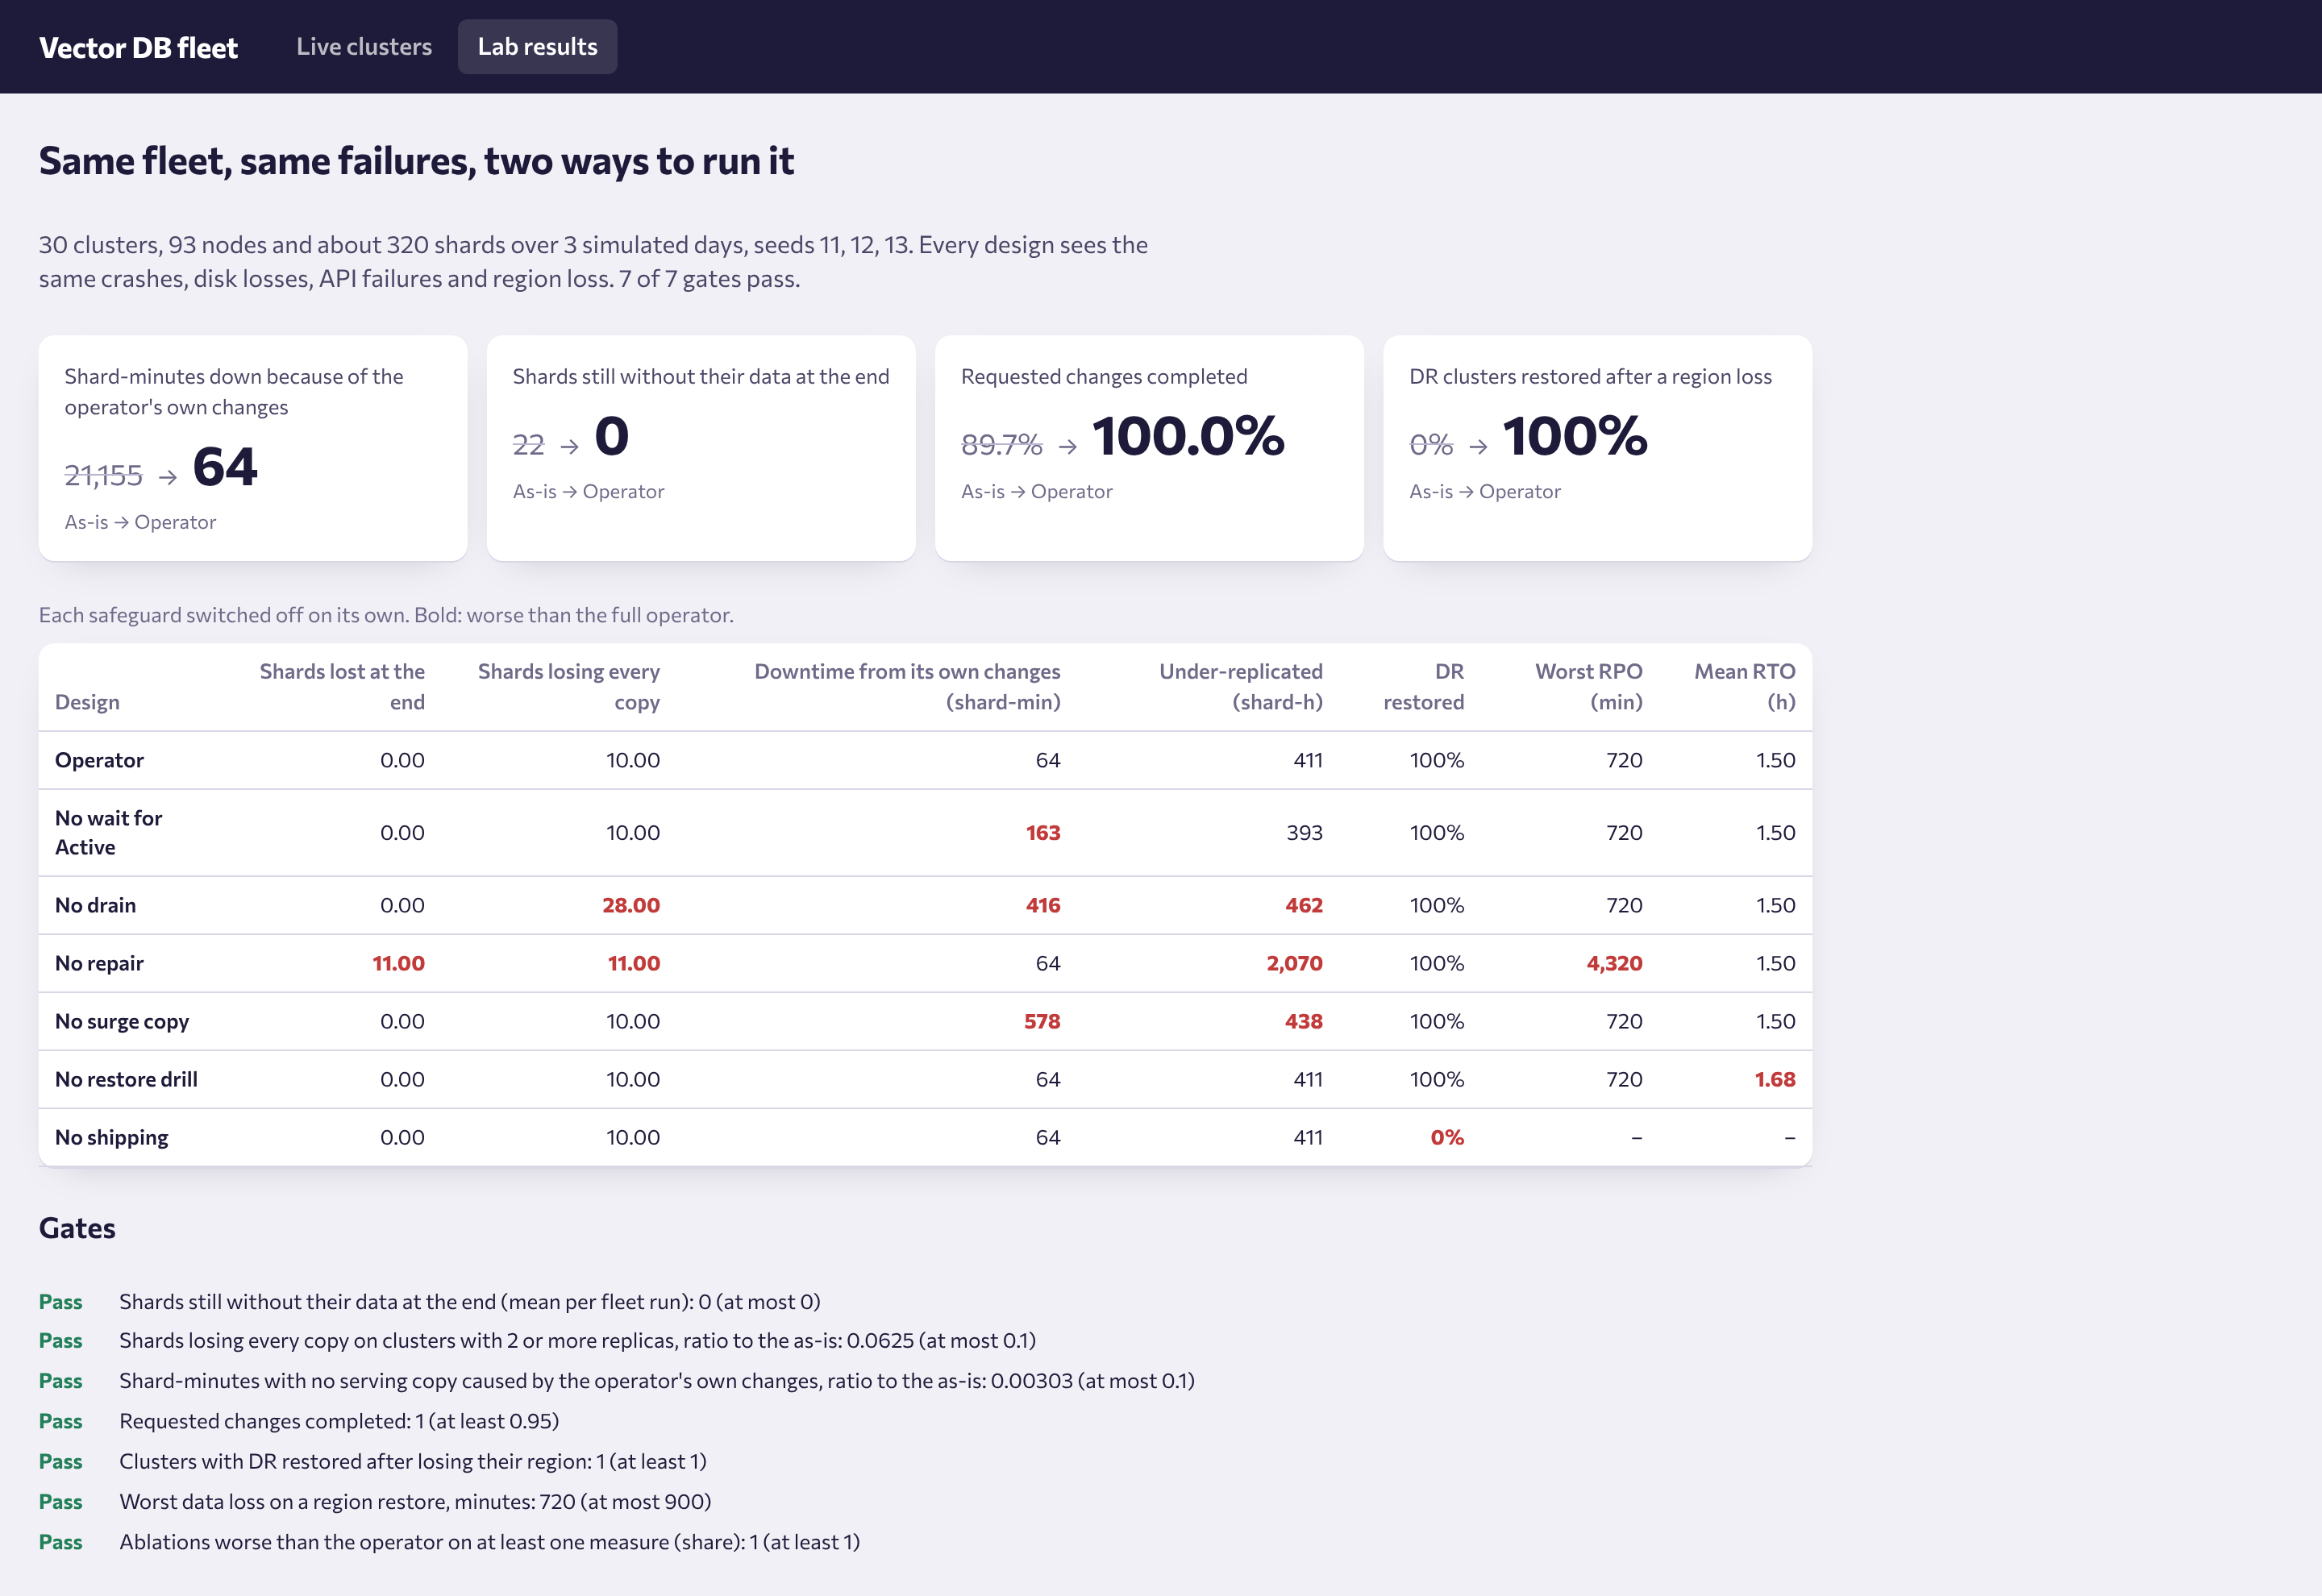 Vector DB fleet
Live clusters
Lab results
Same fleet, same failures, two ways to run it
30 clusters, 93 nodes and about 320 shards over 3 simulated days, seeds 11, 12, 13. Every design sees the
same crashes, disk losses, API failures and region loss. 7 of 7 gates pass.
Shard-minutes down because of the
operator's own changes
21,155 → 64
As-is → Operator
Shards still without their data at the end
22 → 0
As-is → Operator
Requested changes completed
89.7% → 100.0%
As-is → Operator
DR clusters restored after a region loss
0% → 100%
As-is → Operator
Each safeguard switched off on its own. Bold: worse than the full operator.
Design Shards lost at the end Shards losing every copy Downtime from its own changes (shard-min) Under-replicated (shard-h) DR restored Worst RPO (min) Mean RTO (h)
Operator 0.00 10.00 64 411 100% 720 1.50
No wait for Active 0.00 10.00 163 393 100% 720 1.50
No drain 0.00 28.00 416 462 100% 720 1.50
No repair 11.00 11.00 64 2,070 100% 4,320 1.50
No surge copy 0.00 10.00 578 438 100% 720 1.50
No restore drill 0.00 10.00 64 411 100% 720 1.68
No shipping 0.00 10.00 64 411 0% – –
Gates
Pass Shards still without their data at the end (mean per fleet run): 0 (at most 0)
Pass Shards losing every copy on clusters with 2 or more replicas, ratio to the as-is: 0.0625 (at most 0.1)
Pass Shard-minutes with no serving copy caused by the operator's own changes, ratio to the as-is: 0.00303 (at most 0.1)
Pass Requested changes completed: 1 (at least 0.95)
Pass Clusters with DR restored after losing their region: 1 (at least 1)
Pass Worst data loss on a region restore, minutes: 720 (at most 900)
Pass Ablations worse than the operator on at least one measure (share): 1 (at least 1)